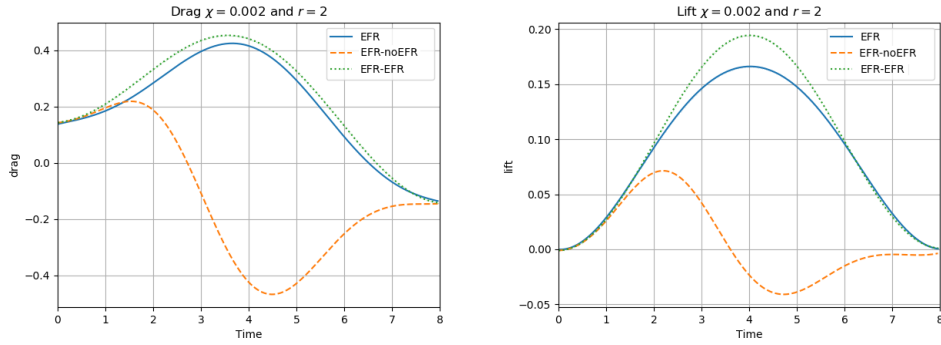 Drag χ = 0.002 and r = 2
EFR
EFR-noEFR
EFR-EFR
0.4
0.2
0.0
−0.2
−0.4
drag
0
1
2
3
4
5
6
7
8
Time
Lift χ = 0.002 and r = 2
EFR
EFR-noEFR
EFR-EFR
0.20
0.15
0.10
0.05
0.00
−0.05
lift
0
1
2
3
4
5
6
7
8
Time